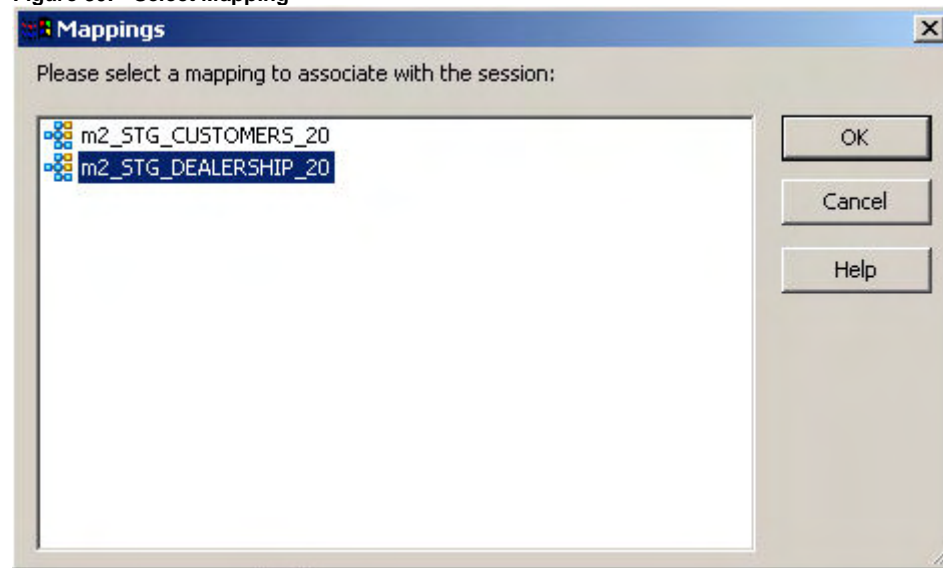 Mappings
Please select a mapping to associate with the session:
m2_STG_CUSTOMERS_20
m2_STG_DEALERSHIP_20
OK
Cancel
Help